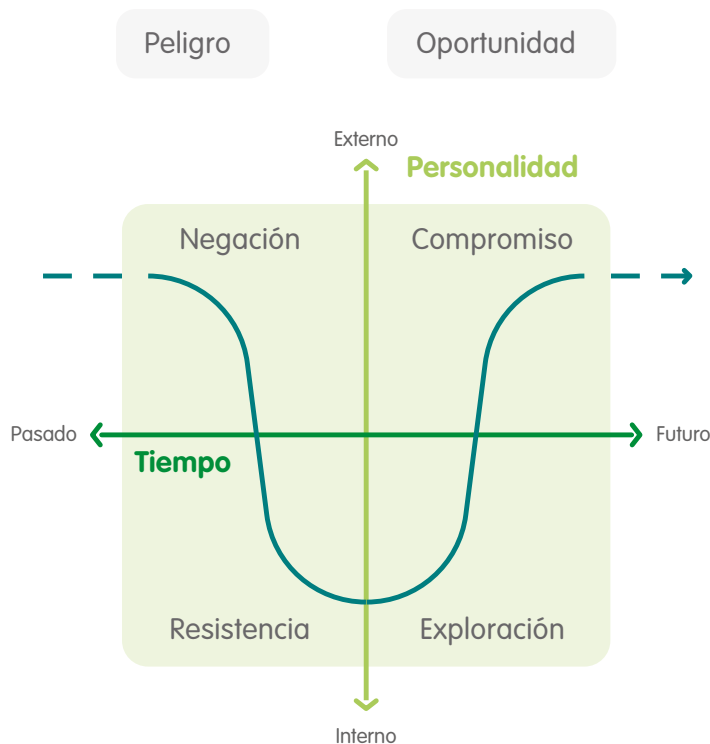 Peligro
Oportunidad
Externo
Personalidad
Negación
Compromiso
Pasado
Futuro
Tiempo
Resistencia
Exploración
Interno